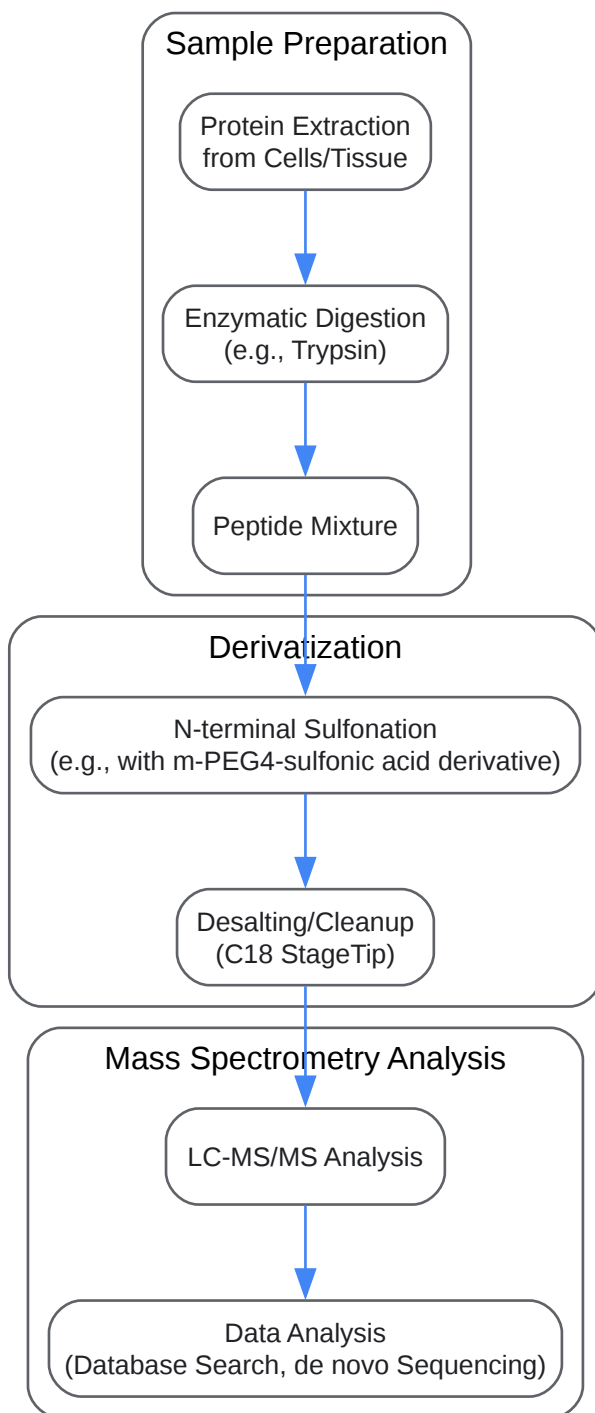 Sample Preparation
Protein Extraction
from Cells/Tissue
Enzymatic Digestion
(e.g., Trypsin)
Peptide Mixture
Derivatization
N-terminal Sulfonation
(e.g., with m-PEG4-sulfonic acid derivative)
Desalting/Cleanup
(C18 StageTip)
Mass Spectrometry Analysis
LC-MS/MS Analysis
Data Analysis
(Database Search, de novo Sequencing)